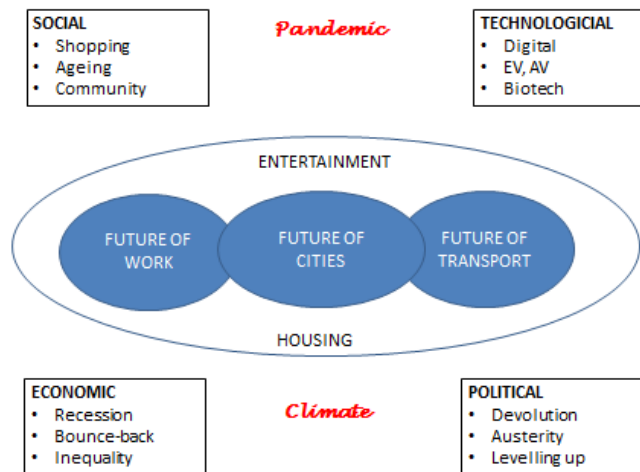 SOCIAL
• Shopping
• Ageing
• Community
Pandemic
TECHNOLOGICIAL
• Digital
• EV, AV
• Biotech
ENTERTAINMENT
FUTURE OF
WORK
FUTURE OF
CITIES
FUTURE OF
TRANSPORT
HOUSING
ECONOMIC
• Recession
• Bounce-back
• Inequality
Climate
POLITICAL
• Devolution
• Austerity
• Levelling up